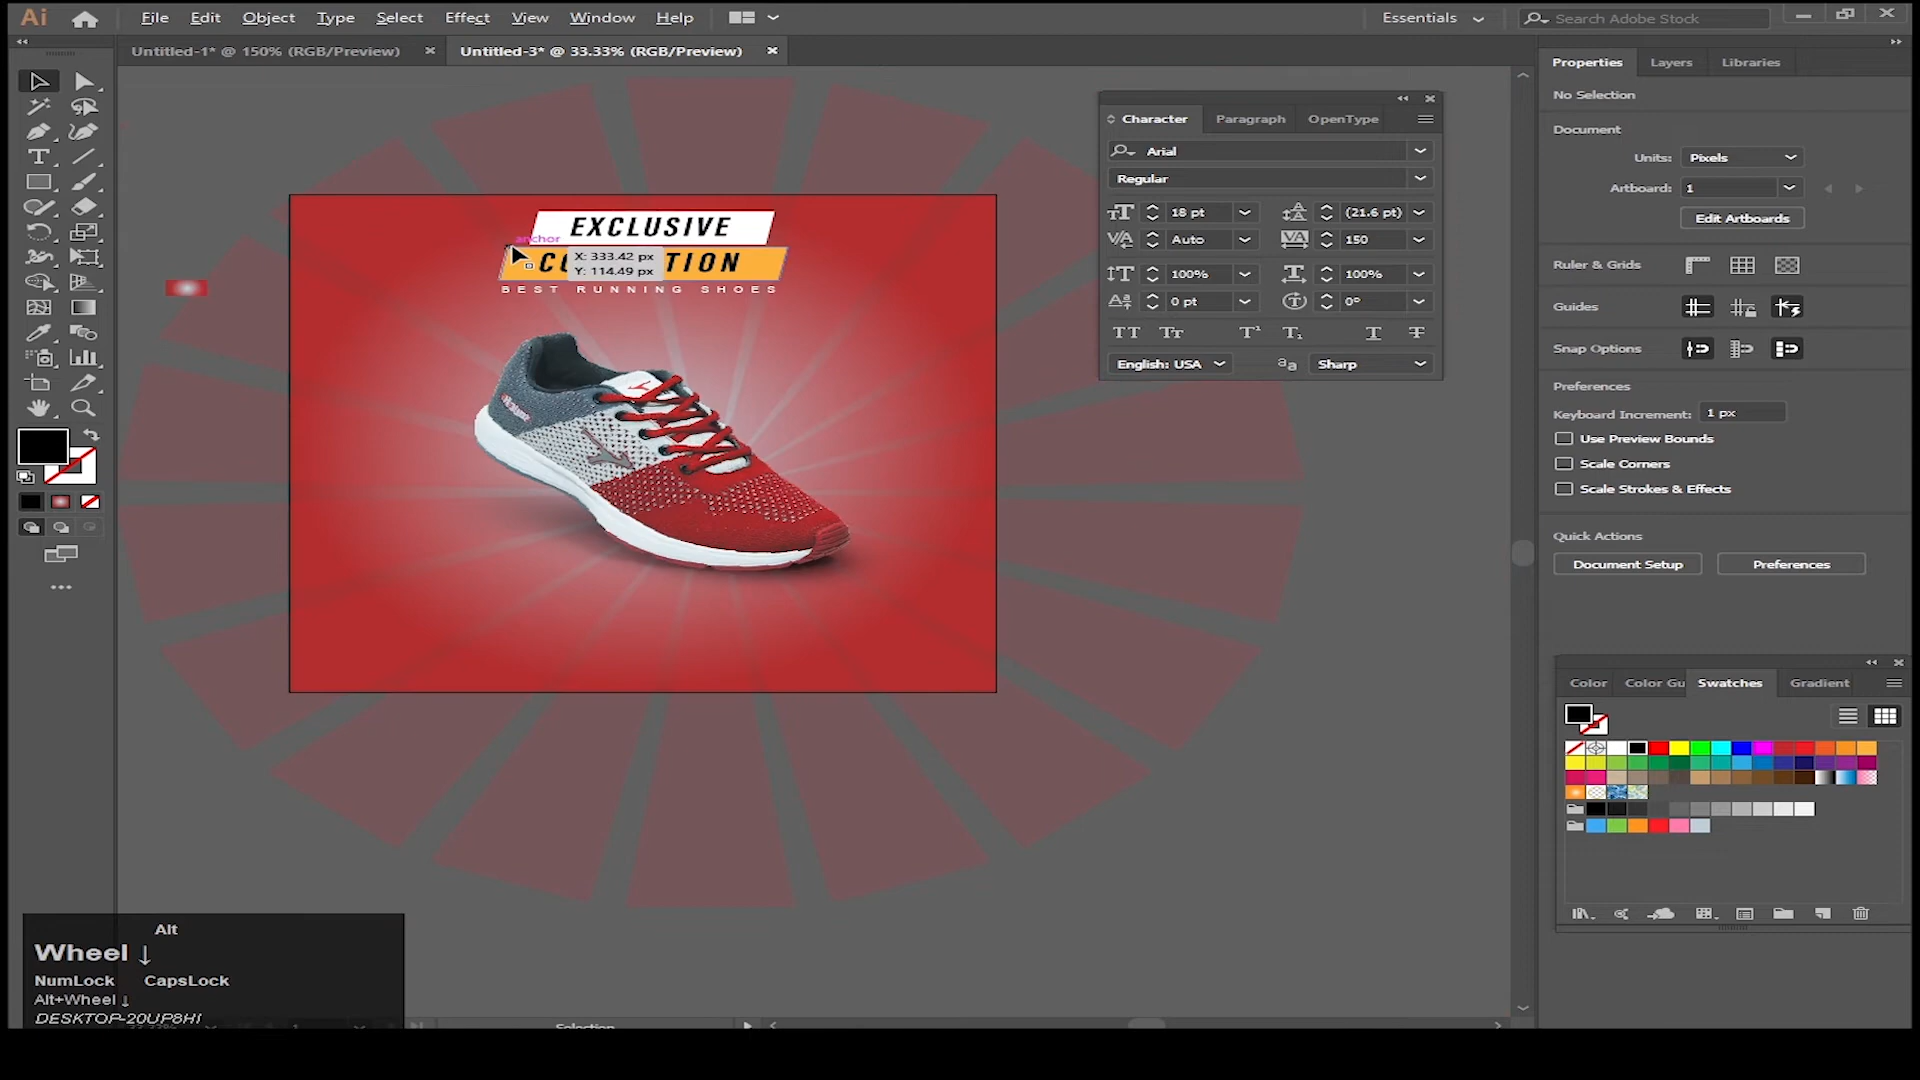 Ai File Edit Object Type Select Effect View Window Help Essentials Search Adobe Stock
Untitled-1* @ 150% (RGB/Preview) Untitled-3* @ 33.33% (RGB/Preview)
Properties Layers Libraries
No Selection
Document
Units: Pixels
Artboard: 1
Edit Artboards
Ruler & Grids
Guides
Snap Options
Preferences
Keyboard Increment: 1 px
Use Preview Bounds
Scale Corners
Scale Strokes & Effects
Quick Actions
Document Setup Preferences
Character Paragraph OpenType
Arial
Regular
18 pt (21.6 pt)
Auto 150
100% 100%
0 pt 0°
English: USA Sharp
EXCLUSIVE
anchor
X: 333.42 px
Y: 114.49 px
TION
BEST RUNNING SHOES
Color Color Gu Swatches Gradient
Alt
Wheel ↓
NumLock CapsLock
Alt+Wheel ↓
DESKTOP-20UP8HI
Selection